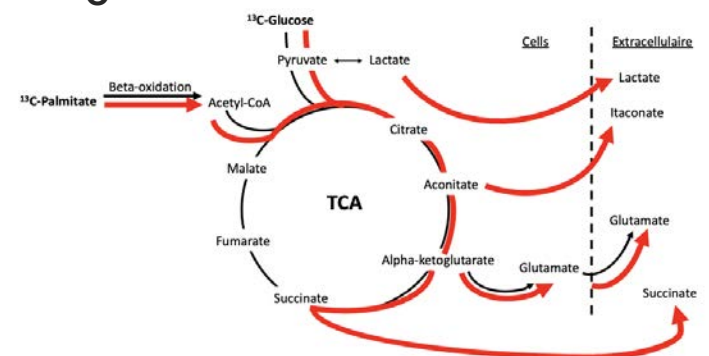 ¹³C-Glucose
Pyruvate
Lactate
Cells
Extracellulaire
Lactate
Beta-oxidation
¹³C-Palmitate
Acetyl-CoA
Itaconate
Citrate
Malate
Aconitate
TCA
Glutamate
Fumarate
Alpha-ketoglutarate
Glutamate
Succinate
Succinate